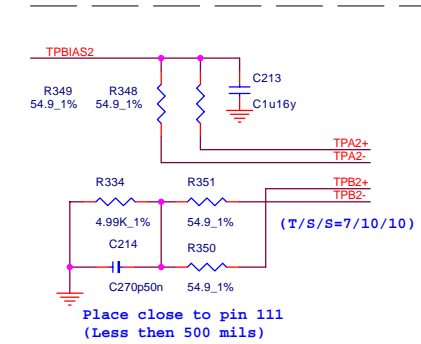 TPBIAS2
C213
R349 R348
54.9_1% 54.9_1%
C1u16y
TPA2+
TPA2-
R334 R351
TPB2+
TPB2-
4.99K_1% 54.9_1%
(T/S/S=7/10/10)
C214 R350
C270p50n 54.9_1%
Place close to pin 111
(Less then 500 mils)